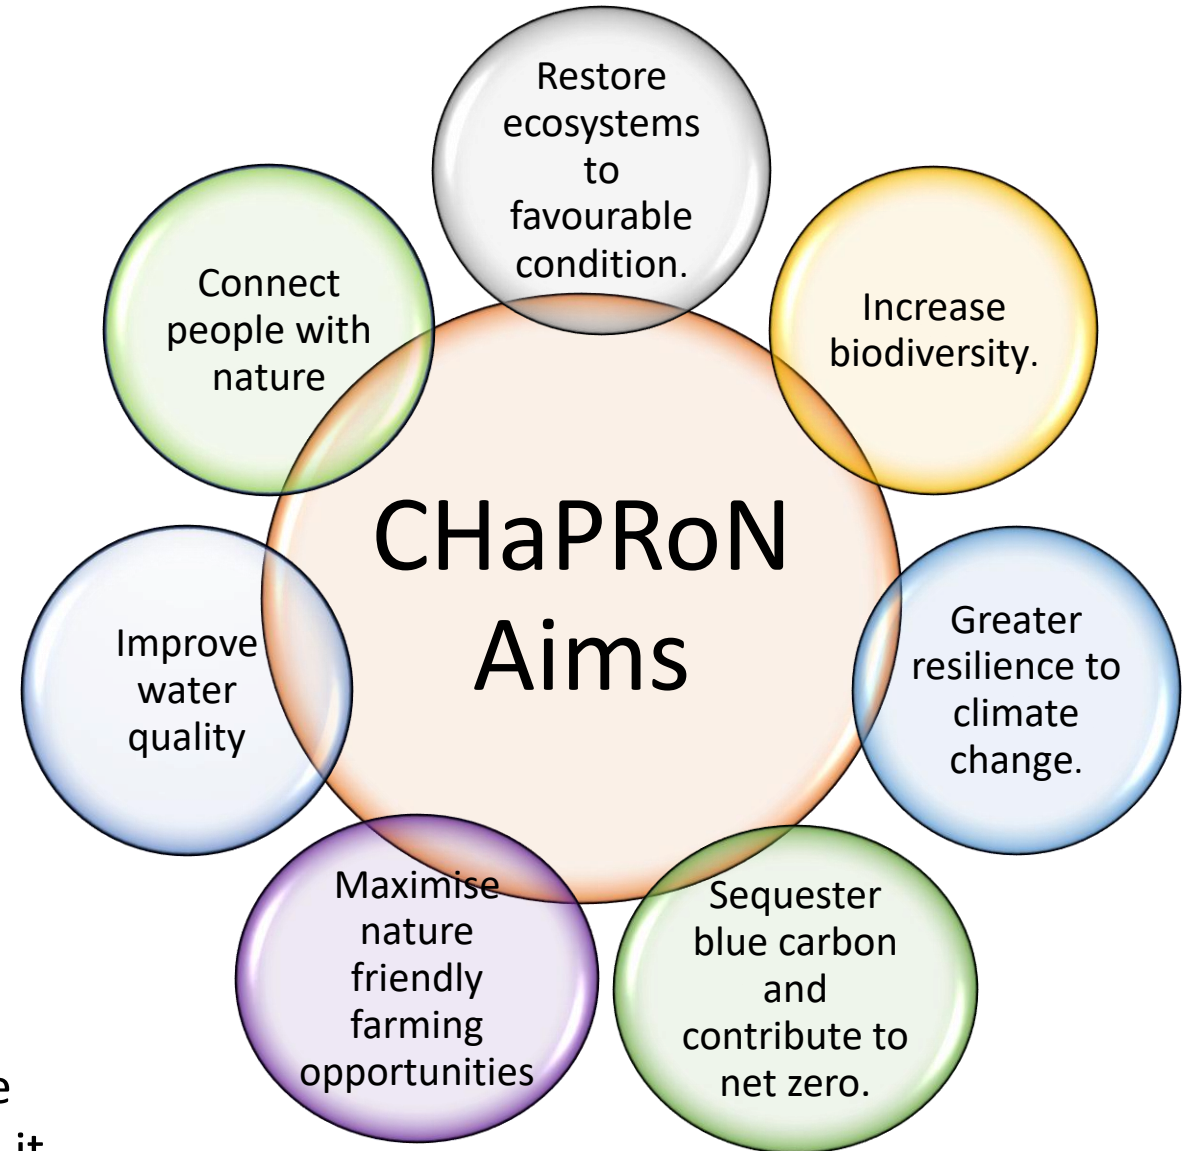 Restore
ecosystems
to
favourable
condition.
Increase
biodiversity.
Greater
resilience to
climate
change.
Sequester
blue carbon
and
contribute to
net zero.
Maximise
nature
friendly
farming
opportunities
Improve
water
quality
Connect
people with
nature
CHaPRoN
Aims
e
it